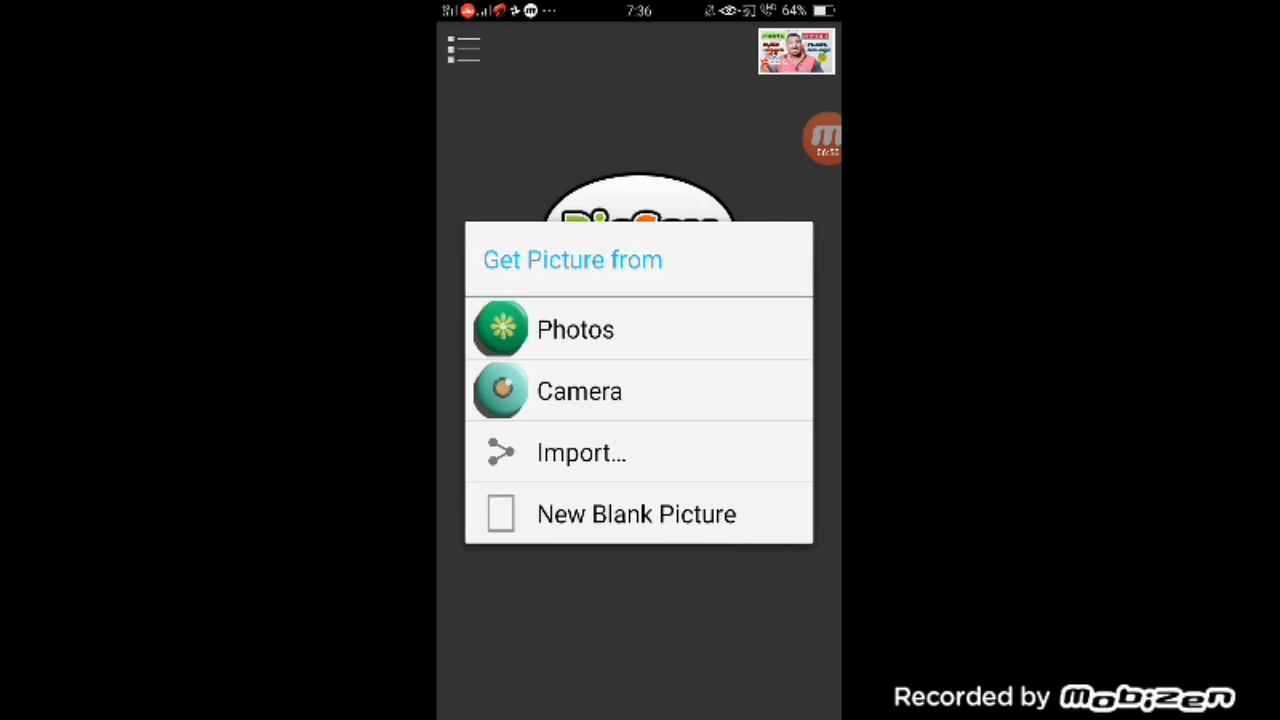 7:36
64%
Get Picture from
Photos
Camera
Import...
New Blank Picture
Recorded by Mobizen